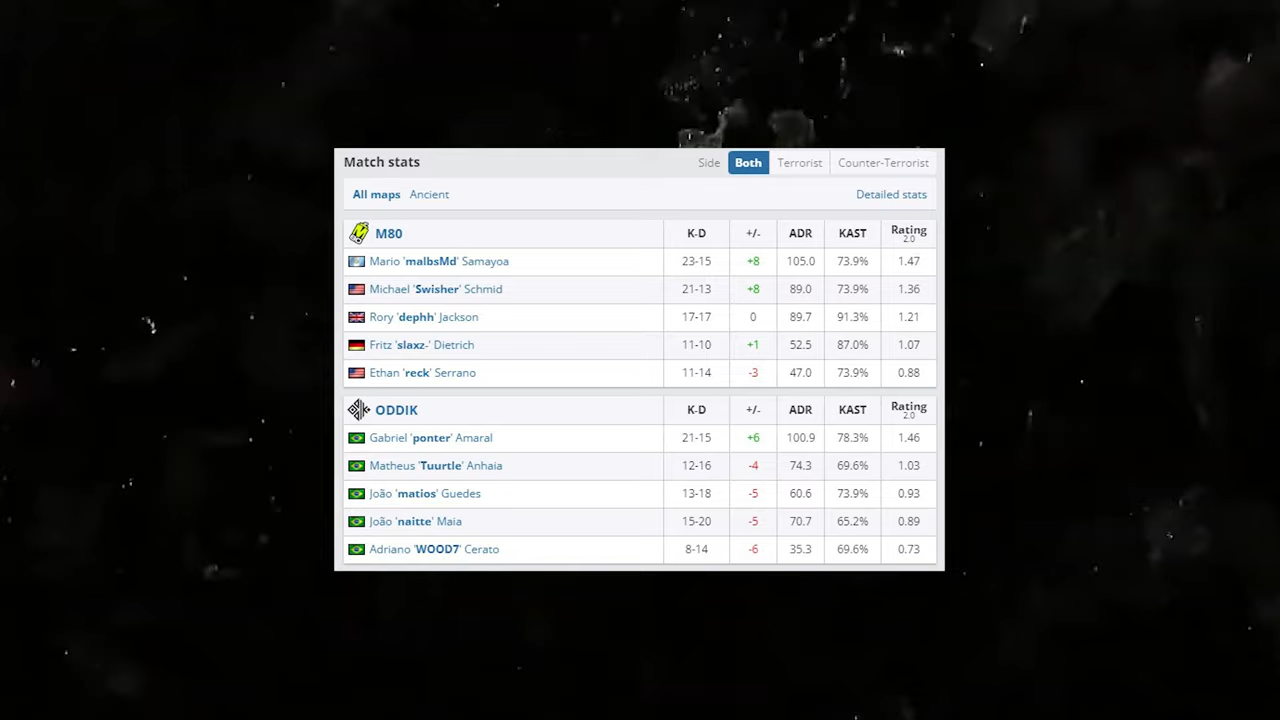 Match stats Side Both Terrorist Counter-Terrorist
All maps Ancient Detailed stats
M80 K-D +/- ADR KAST Rating 2.0
Mario 'malbsMd' Samayoa 23-15 +8 105.0 73.9% 1.47
Michael 'Swisher' Schmid 21-13 +8 89.0 73.9% 1.36
Rory 'dephh' Jackson 17-17 0 89.7 91.3% 1.21
Fritz 'slaxz-' Dietrich 11-10 +1 52.5 87.0% 1.07
Ethan 'reck' Serrano 11-14 -3 47.0 73.9% 0.88
ODDIK K-D +/- ADR KAST Rating 2.0
Gabriel 'ponter' Amaral 21-15 +6 100.9 78.3% 1.46
Matheus 'Tuurtle' Anhaia 12-16 -4 74.3 69.6% 1.03
João 'matios' Guedes 13-18 -5 60.6 73.9% 0.93
João 'naitte' Maia 15-20 -5 70.7 65.2% 0.89
Adriano 'WOOD7' Cerato 8-14 -6 35.3 69.6% 0.73